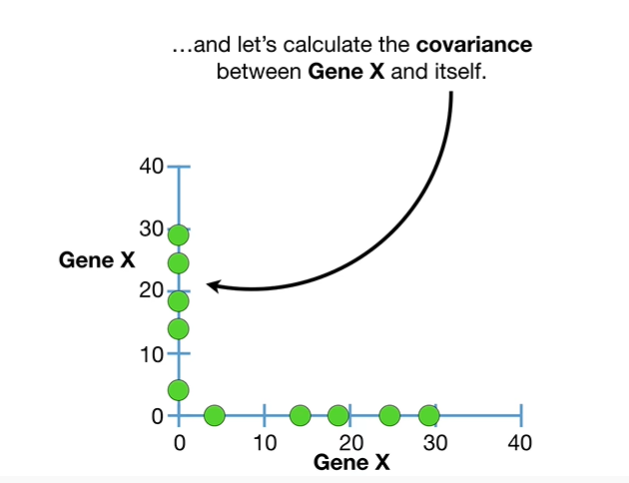 ...and let's calculate the covariance
between Gene X and itself.
40
30
Gene X
20
10
0
0 10 20 30 40
Gene X